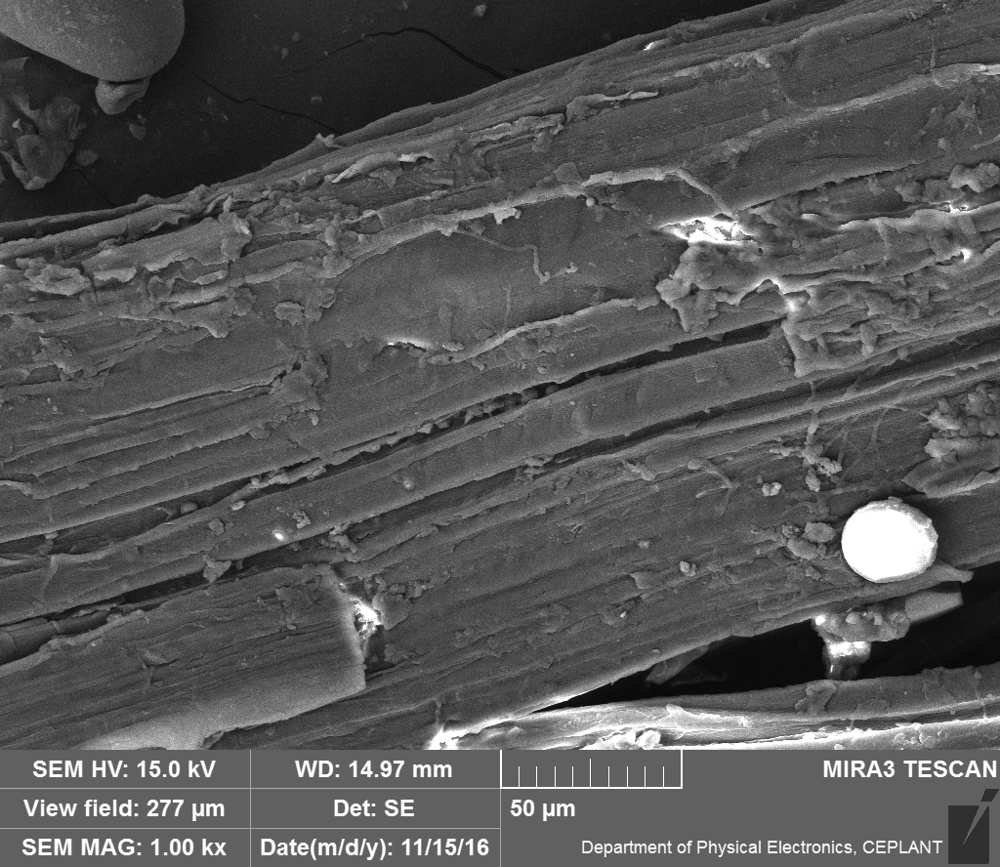 SEM HV: 15.0 kV
WD: 14.97 mm
MIRA3 TESCAN
View field: 277 µm
Det: SE
50 µm
SEM MAG: 1.00 kx
Date(m/d/y): 11/15/16
Department of Physical Electronics, CEPLANT